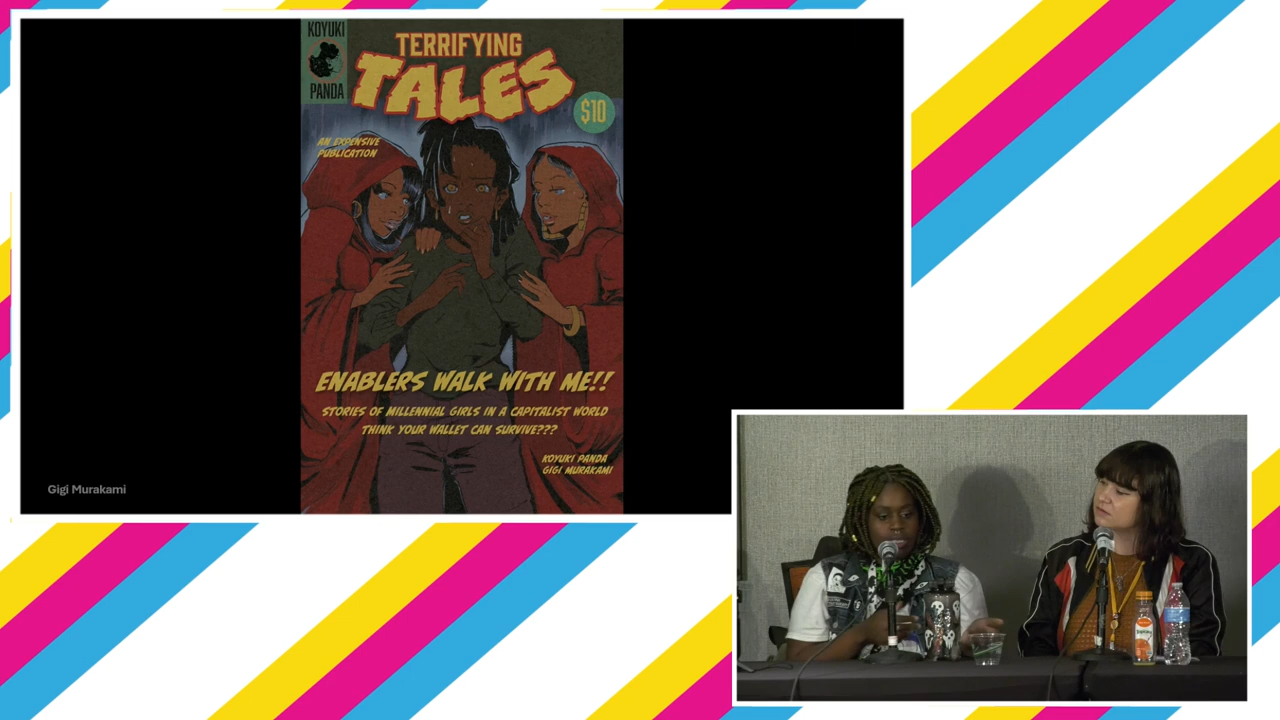 KOYUKI
PANDA
TERRIFYING
TALES
$10
AN EXPENSIVE
PUBLICATION
ENABLERS WALK WITH ME!!
STORIES OF MILLENNIAL GIRLS IN A CAPITALIST WORLD
THINK YOUR WALLET CAN SURVIVE???
KOYUKI PANDA
GIGI MURAKAMI
Gigi Murakami